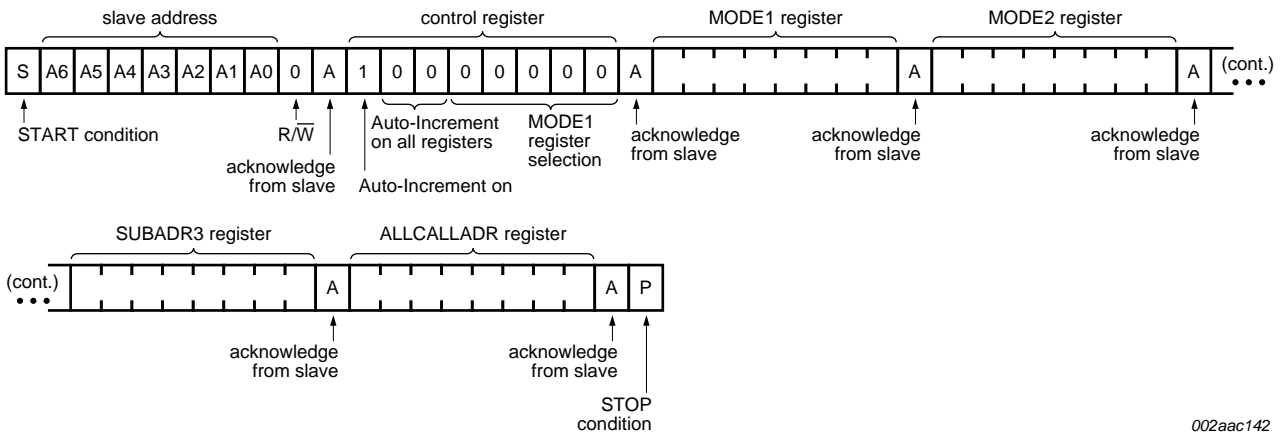 slave address
control register
MODE1 register
MODE2 register
S A6 A5 A4 A3 A2 A1 A0 0 A 1 0 0 0 0 0 0 0 A A A (cont.)
START condition
R/W̅
acknowledge
from slave
Auto-Increment
on all registers
Auto-Increment on
MODE1
register
selection
acknowledge
from slave
acknowledge
from slave
acknowledge
from slave
SUBADR3 register
ALLCALLADR register
(cont.) A A P
acknowledge
from slave
acknowledge
from slave
STOP
condition
002aac142